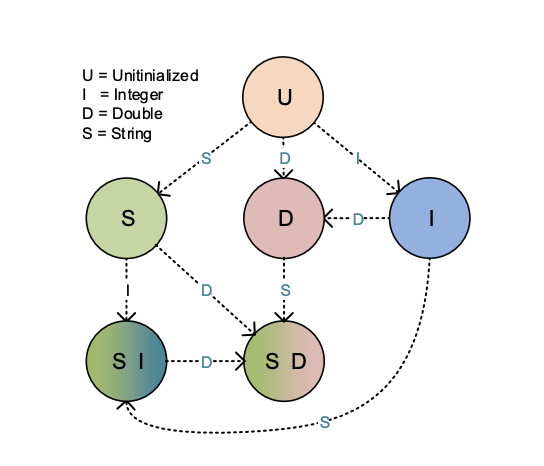 U = Unitinialized
I = Integer
D = Double
S = String
U
S
D
I
S
D
D
I
I
D
S
S I
D
S D
S